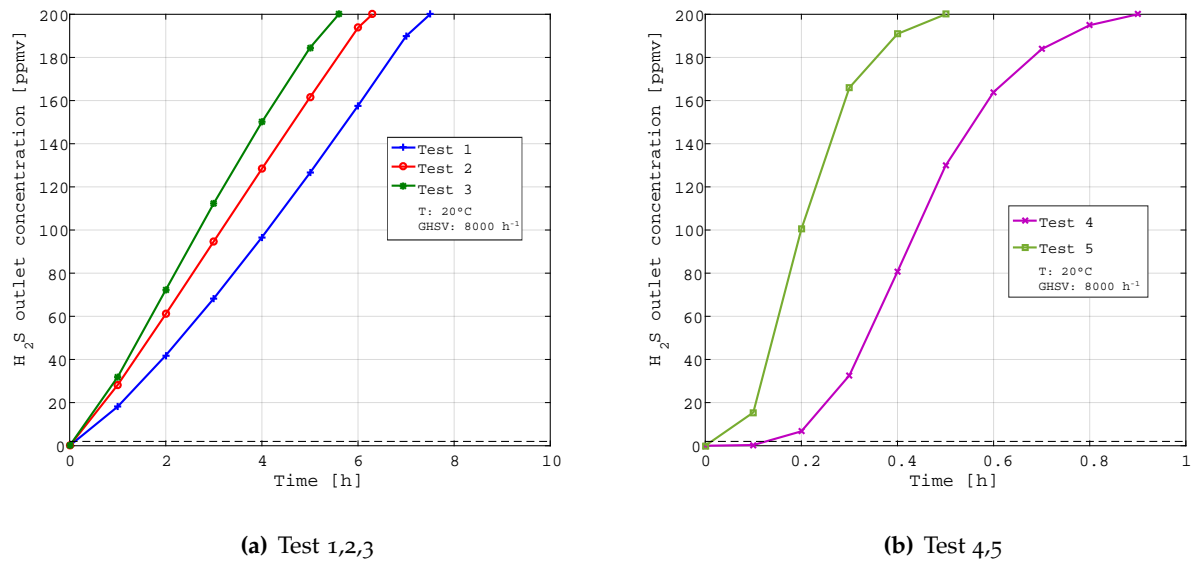 H₂S outlet concentration [ppmv]
200
180
160
140
120
100
80
60
40
20
0
0
2
4
6
8
10
Time [h]
Test 1
Test 2
Test 3
T: 20°C
GHSV: 8000 h⁻¹
(a) Test 1,2,3
H₂S outlet concentration [ppmv]
200
180
160
140
120
100
80
60
40
20
0
0
0.2
0.4
0.6
0.8
1
Time [h]
Test 4
Test 5
T: 20°C
GHSV: 8000 h⁻¹
(b) Test 4,5